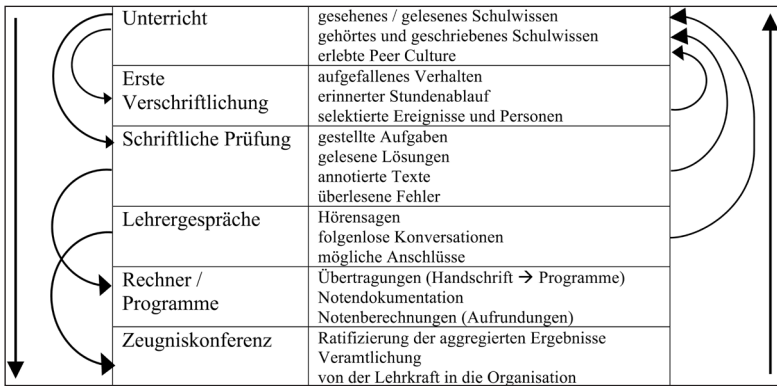 Unterricht
gesehenes / gelesenes Schulwissen
gehörtes und geschriebenes Schulwissen
erlebte Peer Culture
Erste
Verschriftlichung
aufgefallenes Verhalten
erinnerter Stundenablauf
selektierte Ereignisse und Personen
Schriftliche Prüfung
gestellte Aufgaben
gelesene Lösungen
annotierte Texte
überlesene Fehler
Lehrergespräche
Hörensagen
folgenlose Konversationen
mögliche Anschlüsse
Rechner /
Programme
Übertragungen (Handschrift → Programme)
Notendokumentation
Notenberechnungen (Aufrundungen)
Zeugniskonferenz
Ratifizierung der aggregierten Ergebnisse
Veramtlichung
von der Lehrkraft in die Organisation